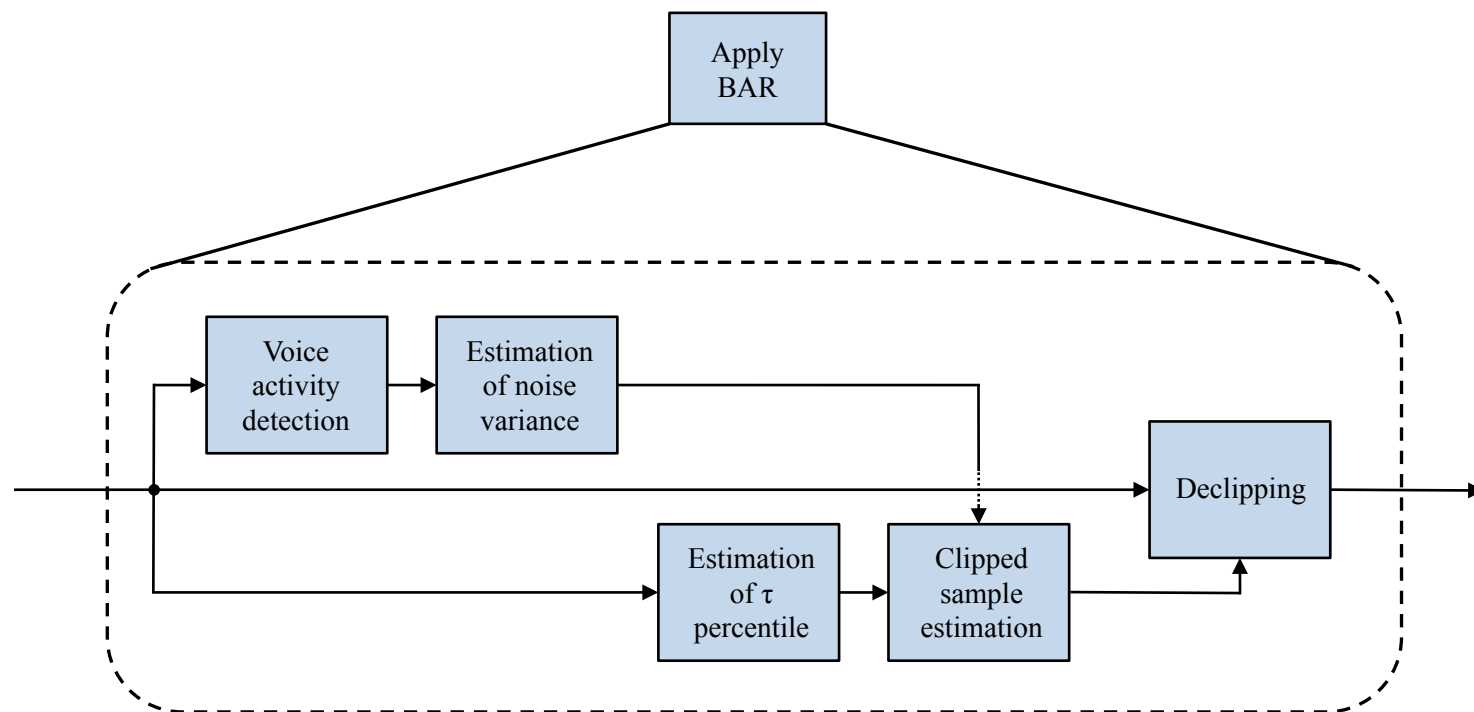 Apply
BAR
Voice
activity
detection
Estimation
of noise
variance
Declipping
Estimation
of τ
percentile
Clipped
sample
estimation